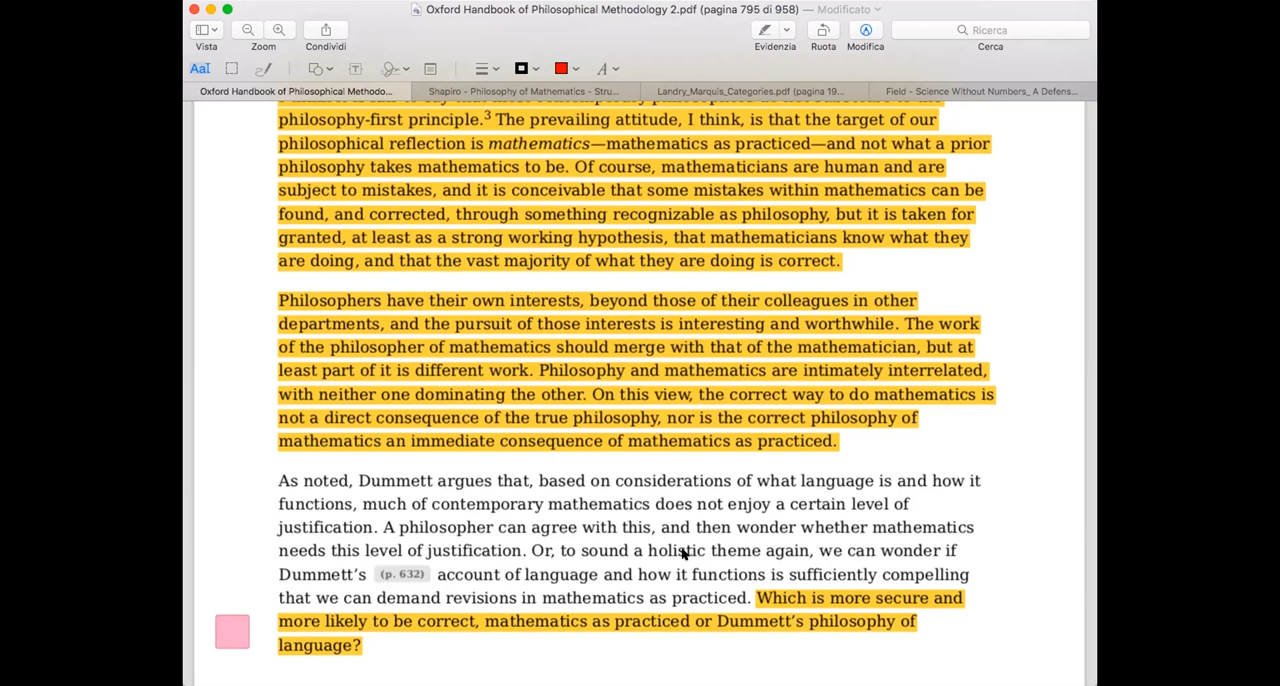 Oxford Handbook of Philosophical Methodology 2.pdf (pagina 795 di 958) — Modificato
Vista
Zoom
Condividi
Evidenzia
Ruota
Modifica
Ricerca
Cerca
AaI
T
A
Oxford Handbook of Philosophical Methodo...
Shapiro - Philosophy of Mathematics - Stru...
Landry_Marquis_Categories.pdf (pagina 19...
Field - Science Without Numbers_ A Defens...
philosophy-first principle.3 The prevailing attitude, I think, is that the target of our
philosophical reflection is mathematics—mathematics as practiced—and not what a prior
philosophy takes mathematics to be. Of course, mathematicians are human and are
subject to mistakes, and it is conceivable that some mistakes within mathematics can be
found, and corrected, through something recognizable as philosophy, but it is taken for
granted, at least as a strong working hypothesis, that mathematicians know what they
are doing, and that the vast majority of what they are doing is correct.
Philosophers have their own interests, beyond those of their colleagues in other
departments, and the pursuit of those interests is interesting and worthwhile. The work
of the philosopher of mathematics should merge with that of the mathematician, but at
least part of it is different work. Philosophy and mathematics are intimately interrelated,
with neither one dominating the other. On this view, the correct way to do mathematics is
not a direct consequence of the true philosophy, nor is the correct philosophy of
mathematics an immediate consequence of mathematics as practiced.
As noted, Dummett argues that, based on considerations of what language is and how it
functions, much of contemporary mathematics does not enjoy a certain level of
justification. A philosopher can agree with this, and then wonder whether mathematics
needs this level of justification. Or, to sound a holistic theme again, we can wonder if
Dummett’s (p. 632) account of language and how it functions is sufficiently compelling
that we can demand revisions in mathematics as practiced. Which is more secure and
more likely to be correct, mathematics as practiced or Dummett’s philosophy of
language?